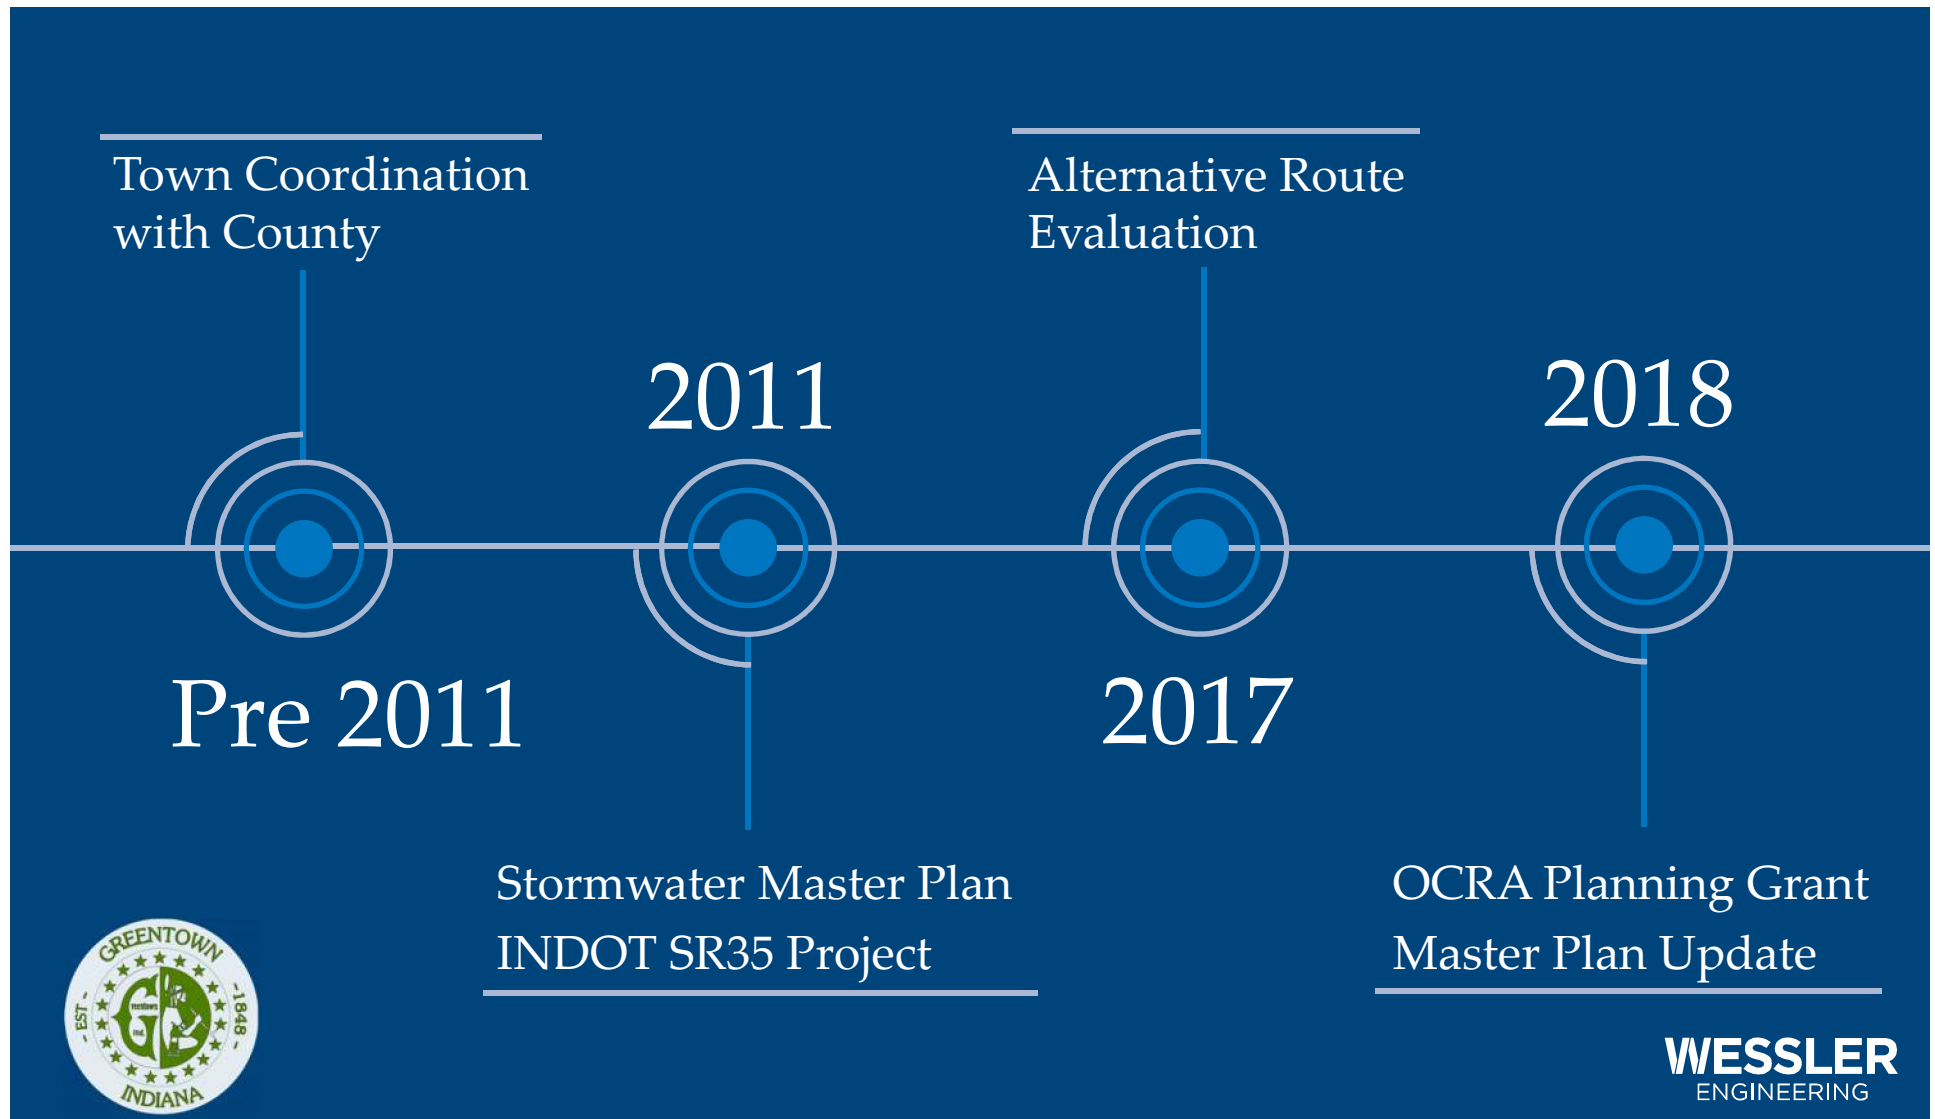 Town Coordination
with County
Pre 2011
2011
Stormwater Master Plan
INDOT SR35 Project
Alternative Route
Evaluation
2017
2018
OCRA Planning Grant
Master Plan Update
GREENTOWN
- EST -
- 1848 -
INDIANA
WESSLER
ENGINEERING